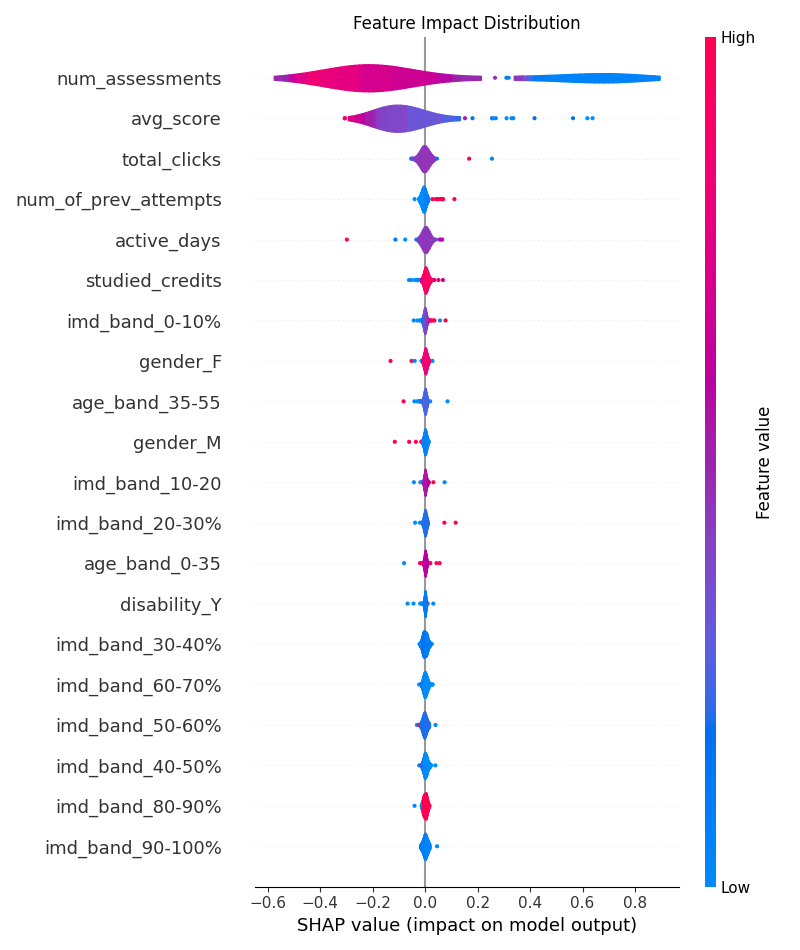 Feature Impact Distribution
High
num_assessments
avg_score
total_clicks
num_of_prev_attempts
active_days
studied_credits
imd_band_0-10%
gender_F
age_band_35-55
gender_M
imd_band_10-20
imd_band_20-30%
age_band_0-35
disability_Y
imd_band_30-40%
imd_band_60-70%
imd_band_50-60%
imd_band_40-50%
imd_band_80-90%
imd_band_90-100%
Feature value
Low
−0.6 −0.4 −0.2 0.0 0.2 0.4 0.6 0.8
SHAP value (impact on model output)